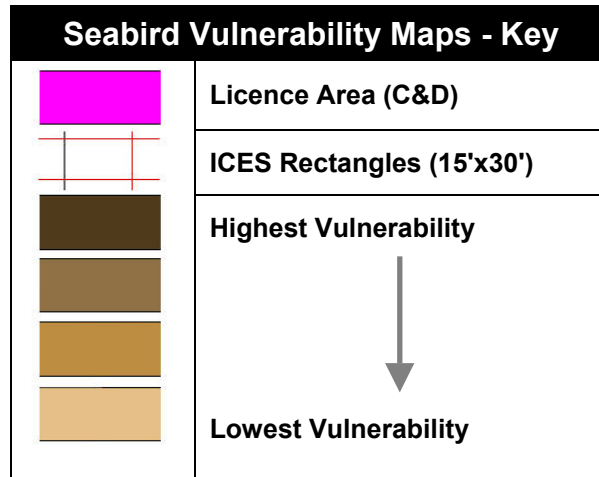 Seabird Vulnerability Maps - Key
Licence Area (C&D)
ICES Rectangles (15'x30')
Highest Vulnerability
Lowest Vulnerability